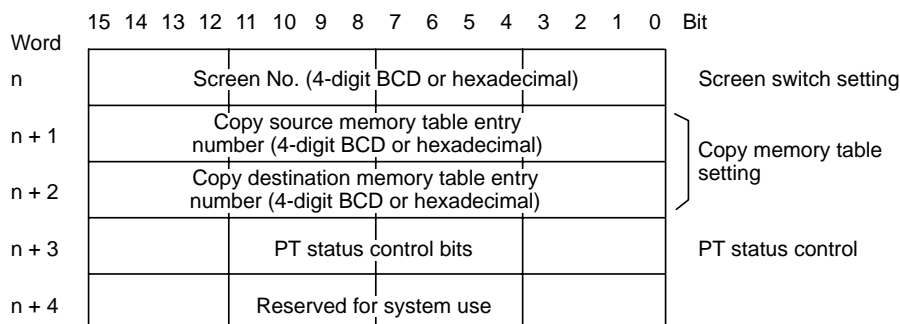 15 14 13 12 11 10 9 8 7 6 5 4 3 2 1 0 Bit
Word
n Screen No. (4-digit BCD or hexadecimal) Screen switch setting
n + 1 Copy source memory table entry
number (4-digit BCD or hexadecimal)
Copy memory table
setting
n + 2 Copy destination memory table entry
number (4-digit BCD or hexadecimal)
n + 3 PT status control bits PT status control
n + 4 Reserved for system use